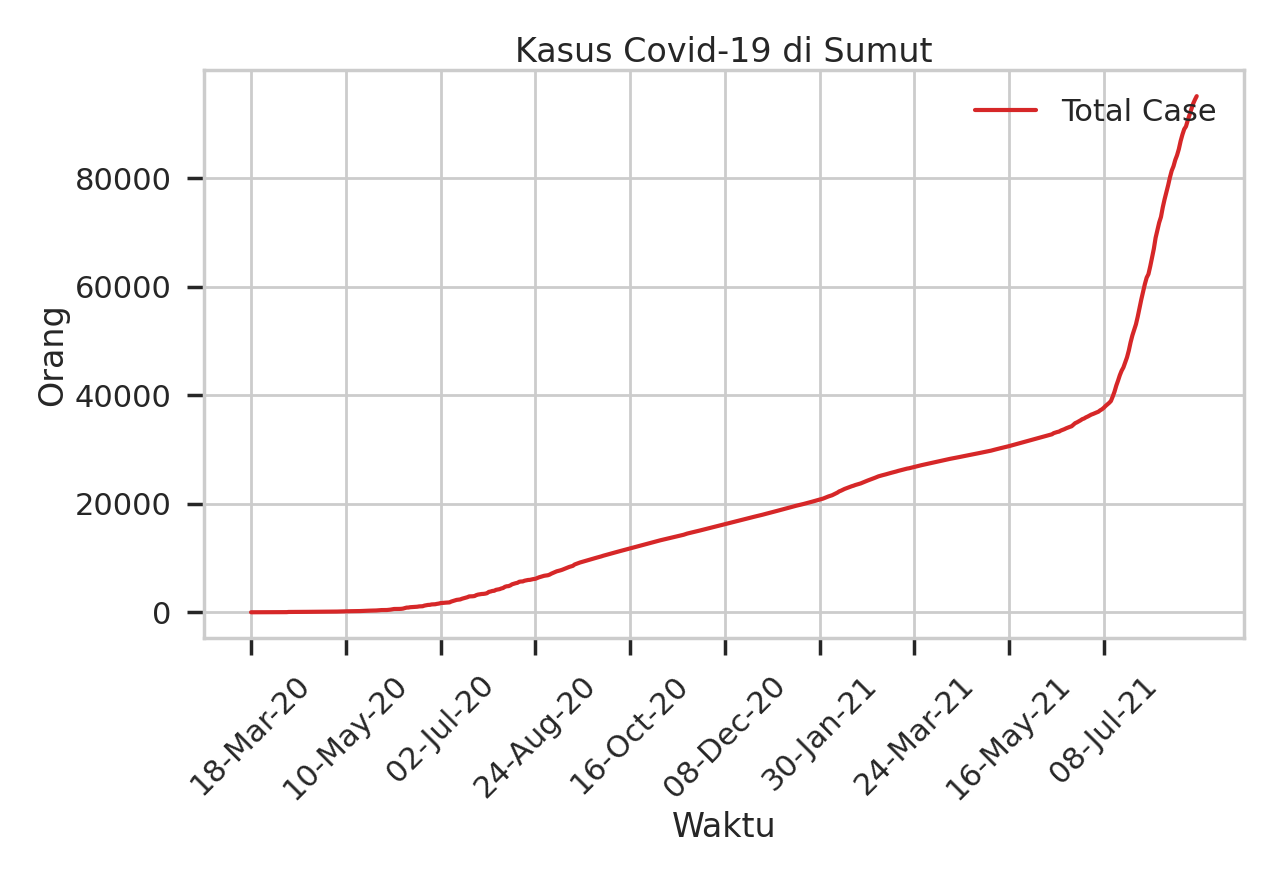 Kasus Covid-19 di Sumut
Total Case
Orang
80000
60000
40000
20000
0
18-Mar-20
10-May-20
02-Jul-20
24-Aug-20
16-Oct-20
08-Dec-20
30-Jan-21
24-Mar-21
16-May-21
08-Jul-21
Waktu